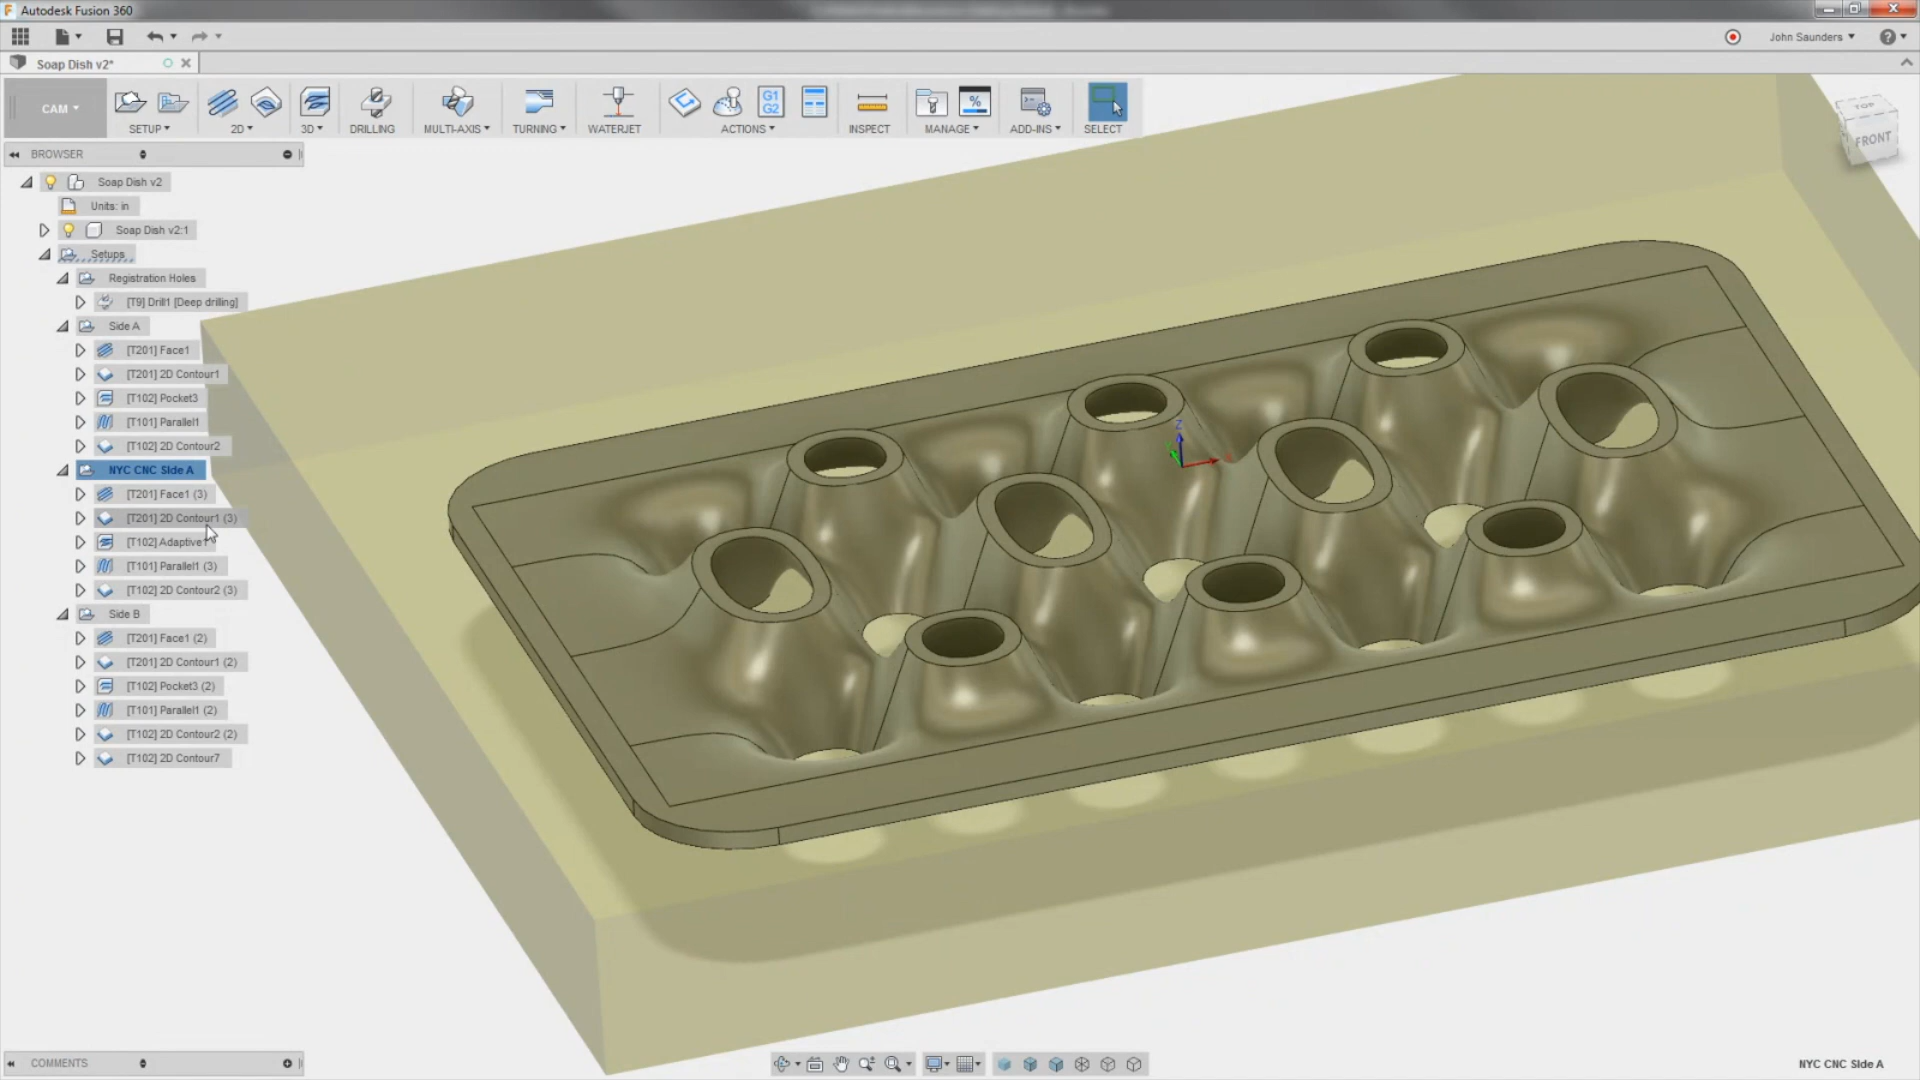 Autodesk Fusion 360
John Saunders
Soap Dish v2*
CAM
SETUP
2D
3D
DRILLING
MULTI-AXIS
TURNING
WATERJET
G1
G2
ACTIONS
INSPECT
%
MANAGE
ADD-INS
SELECT
TOP
FRONT
BROWSER
Soap Dish v2
Units: in
Soap Dish v2:1
Setups
Registration Holes
[T9] Drill1 [Deep drilling]
Side A
[T201] Face1
[T201] 2D Contour1
[T102] Pocket3
[T101] Parallel1
[T102] 2D Contour2
NYC CNC SIde A
[T201] Face1 (3)
[T201] 2D Contour1 (3)
[T102] Adaptive1
[T101] Parallel1 (3)
[T102] 2D Contour2 (3)
Side B
[T201] Face1 (2)
[T201] 2D Contour1 (2)
[T102] Pocket3 (2)
[T101] Parallel1 (2)
[T102] 2D Contour2 (2)
[T102] 2D Contour7
Z
COMMENTS
NYC CNC SIde A